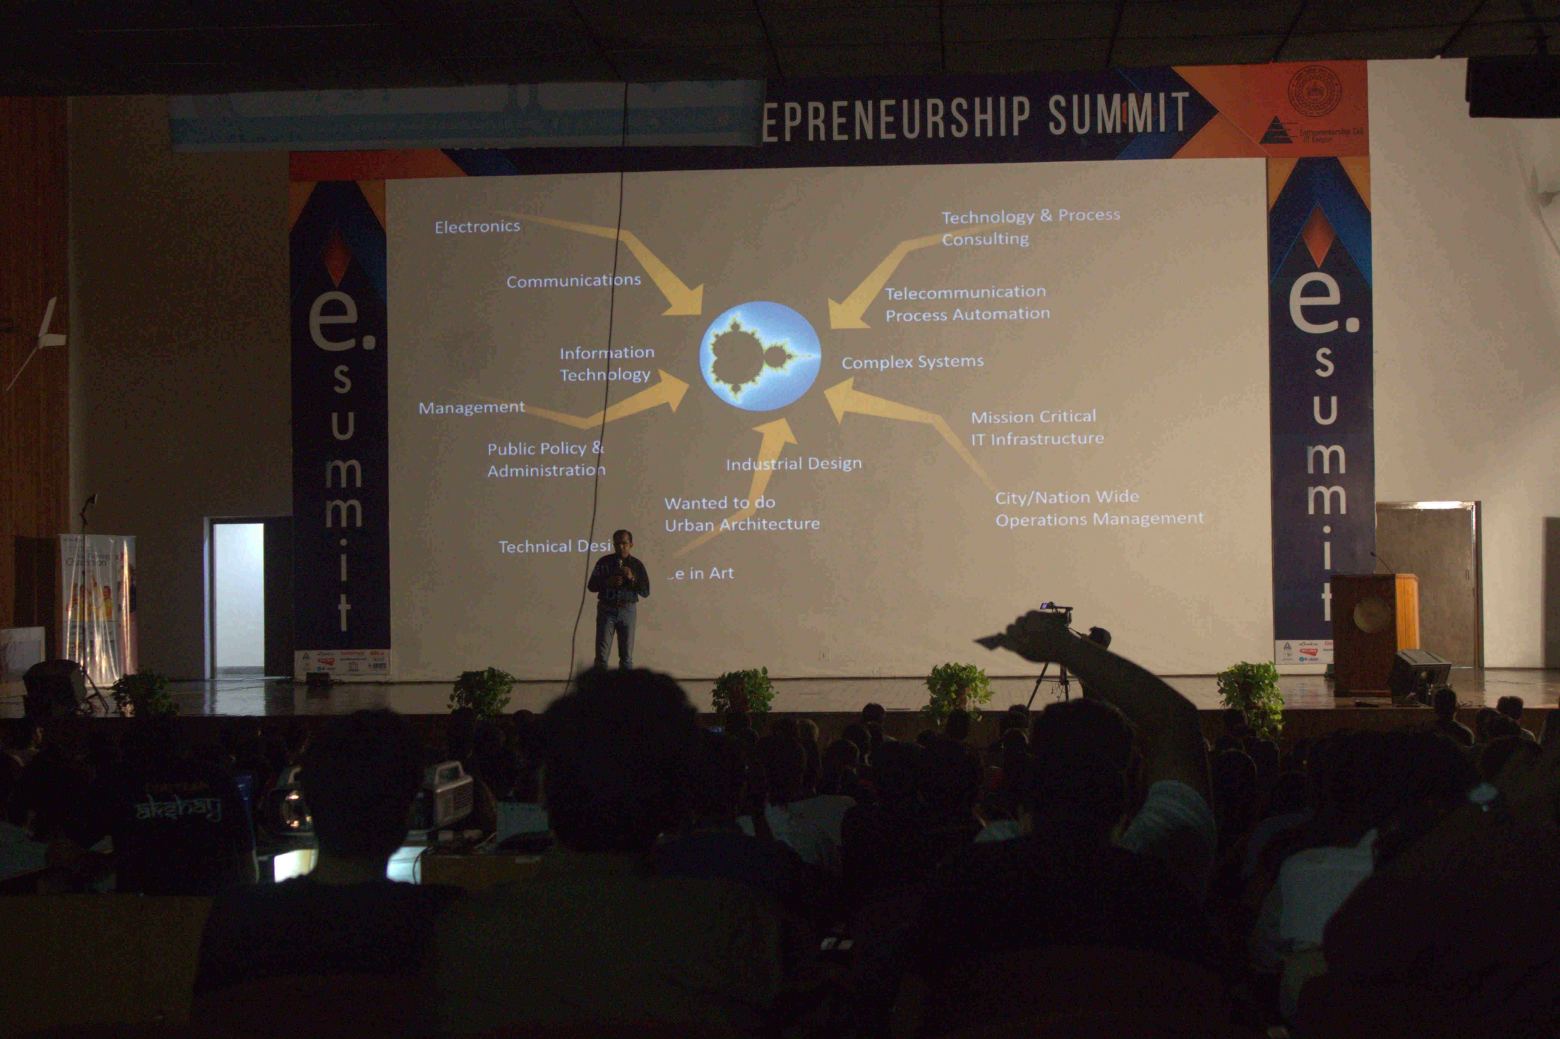 EPRENEURSHIP SUMMIT
Entrepreneurship Cell
e.
summit
e.
summit
Electronics
Communications
Information
Technology
Management
Public Policy &
Administration
Technical Desi
Technology & Process
Consulting
Telecommunication
Process Automation
Complex Systems
Mission Critical
IT Infrastructure
City/Nation Wide
Operations Management
Industrial Design
Wanted to do
Urban Architecture
e in Art
akshay